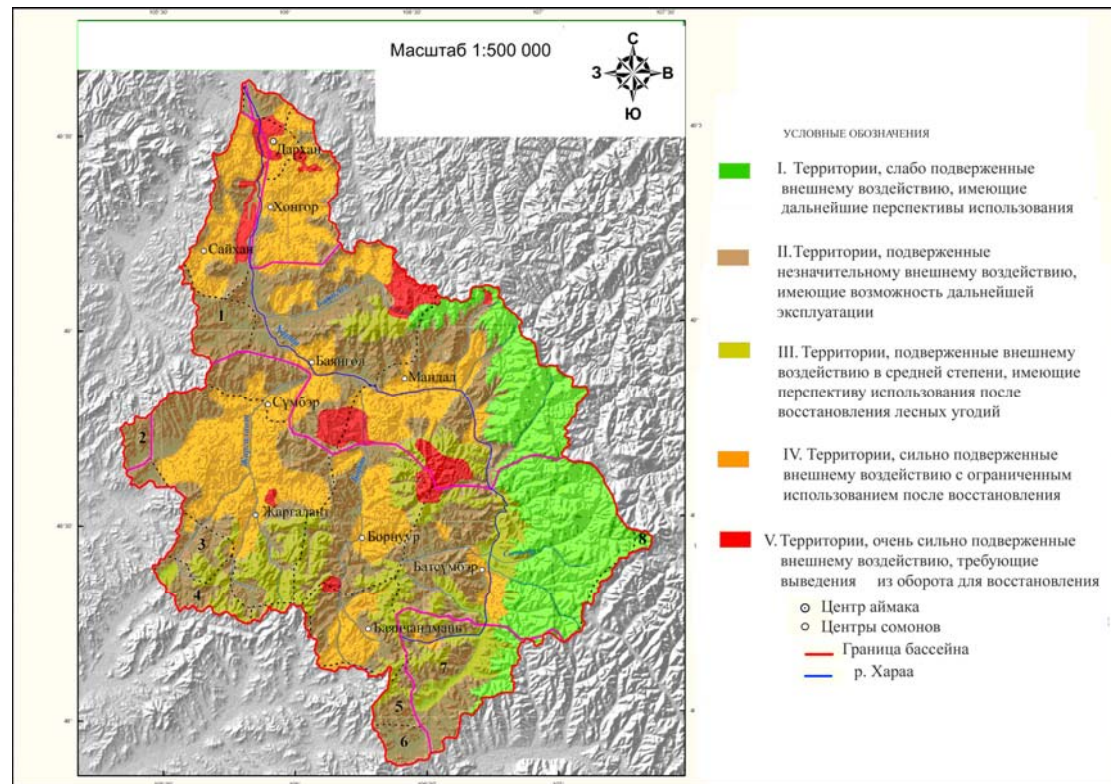 Масштаб 1:500 000
С
З
В
Ю
Дархан
Хонгор
Сайхан
1
Баянгол
Мандал
Сүмбэр
2
Жаргалант
3
4
Борнуур
Батсүмбэр
8
Баянчандмань
7
5
6
УСЛОВНЫЕ ОБОЗНАЧЕНИЯ
I. Территории, слабо подверженные
внешнему воздействию, имеющие
дальнейшие перспективы использования
II.Территории, подверженные
незначительному внешнему воздействию,
имеющие возможность дальнейшей
эксплуатации
III. Территории, подверженные внешнему
воздействию в средней степени, имеющие
перспективу использования после
восстановления лесных угодий
IV. Территории, сильно подверженные
внешнему воздействию с ограниченным
использованием после восстановления
V. Территории, очень сильно подверженные
внешнему воздействию, требующие
выведения из оборота для восстановления
Центр аймака
Центры сомонов
Граница бассейна
р. Хараа